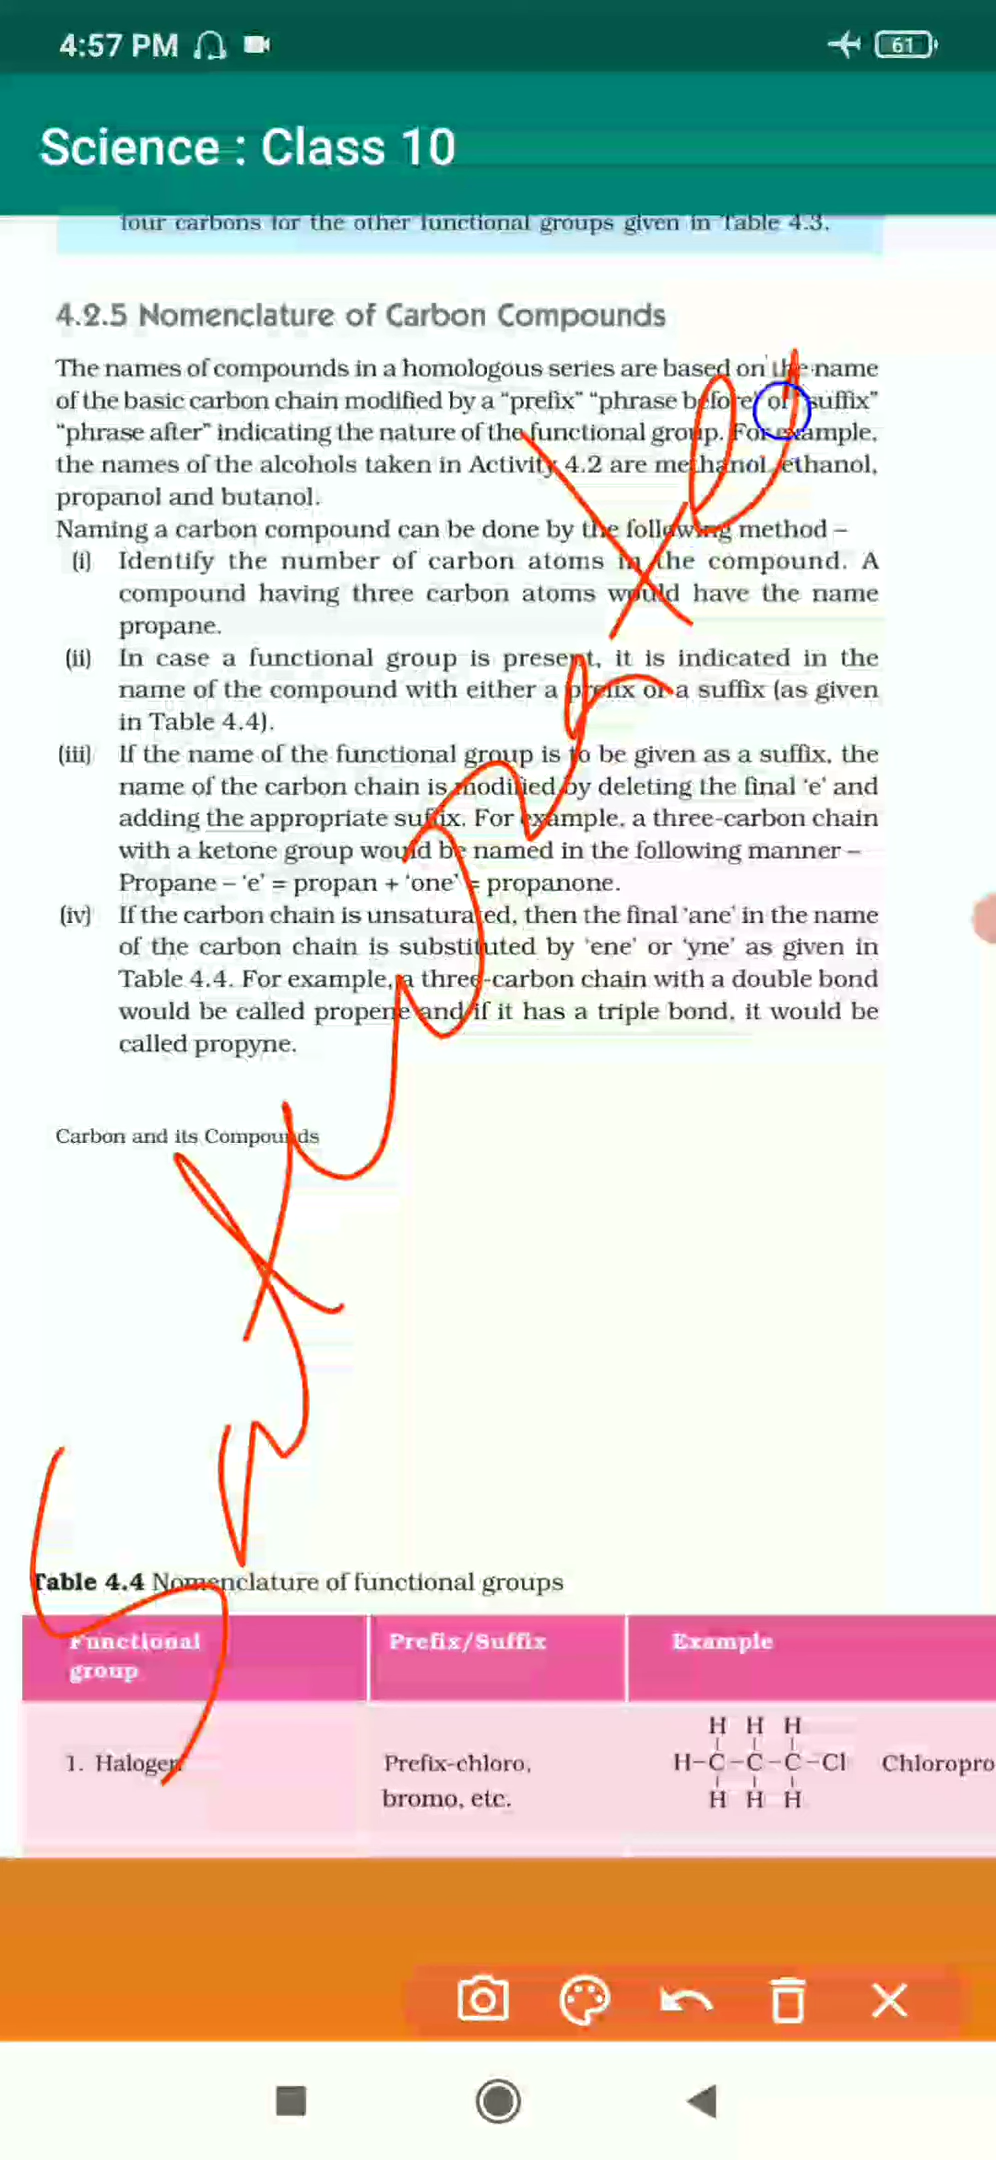 4:57 PM
61
Science : Class 10
four carbons for the other functional groups given in Table 4.3.
4.2.5 Nomenclature of Carbon Compounds
The names of compounds in a homologous series are based on the name
of the basic carbon chain modified by a “prefix” “phrase before” or “suffix”
“phrase after” indicating the nature of the functional group. For example,
the names of the alcohols taken in Activity 4.2 are methanol, ethanol,
propanol and butanol.
Naming a carbon compound can be done by the following method –
(i) Identify the number of carbon atoms in the compound. A
compound having three carbon atoms would have the name
propane.
(ii) In case a functional group is present, it is indicated in the
name of the compound with either a prefix or a suffix (as given
in Table 4.4).
(iii) If the name of the functional group is to be given as a suffix, the
name of the carbon chain is modified by deleting the final ‘e’ and
adding the appropriate suffix. For example, a three-carbon chain
with a ketone group would be named in the following manner –
Propane – ‘e’ = propan + ‘one’ = propanone.
(iv) If the carbon chain is unsaturated, then the final ‘ane’ in the name
of the carbon chain is substituted by ‘ene’ or ‘yne’ as given in
Table 4.4. For example, a three-carbon chain with a double bond
would be called propene and if it has a triple bond, it would be
called propyne.
Carbon and its Compounds
Table 4.4 Nomenclature of functional groups
Functional group Prefix/Suffix Example
H H H
1. Halogen Prefix-chloro, H-C-C-C-Cl Chloropro
bromo, etc. H H H